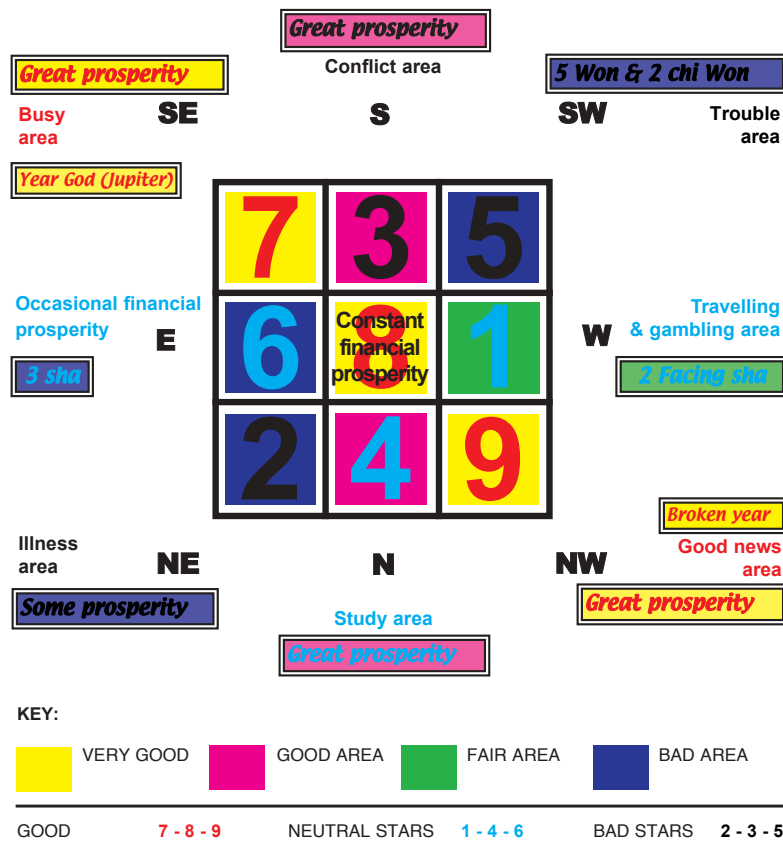 Great prosperity
Conflict area
Great prosperity
5 Won & 2 chi Won
Busy
area
SE
S
SW
Trouble
area
Year God (Jupiter)
7 3 5
Occasional financial
prosperity
E
3 sha
6
8
Constant
financial
prosperity
1
W
Travelling
& gambling area
2 Facing sha
2 4 9
Broken year
Illness
area
NE
N
NW
Good news
area
Some prosperity
Study area
Great prosperity
Great prosperity
KEY:
VERY GOOD GOOD AREA FAIR AREA BAD AREA
GOOD 7 - 8 - 9 NEUTRAL STARS 1 - 4 - 6 BAD STARS 2 - 3 - 5